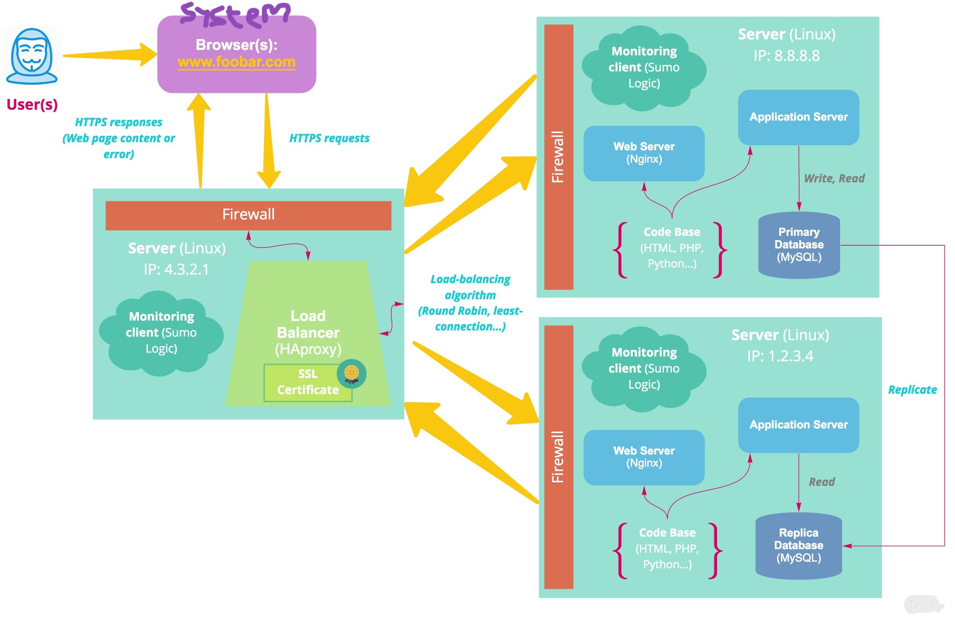 system
Browser(s):
www.foobar.com
User(s)
HTTPS responses
(Web page content or
error)
HTTPS requests
Firewall
Server (Linux)
IP: 4.3.2.1
Monitoring
client (Sumo
Logic)
Load
Balancer
(HAproxy)
SSL
Certificate
Load-balancing
algorithm
(Round Robin, least-
connection...)
Firewall
Monitoring
client (Sumo
Logic)
Server (Linux)
IP: 8.8.8.8
Web Server
(Nginx)
Application Server
Write, Read
Code Base
(HTML, PHP,
Python...)
Primary
Database
(MySQL)
Firewall
Monitoring
client (Sumo
Logic)
Server (Linux)
IP: 1.2.3.4
Replicate
Web Server
(Nginx)
Application Server
Read
Code Base
(HTML, PHP,
Python...)
Replica
Database
(MySQL)